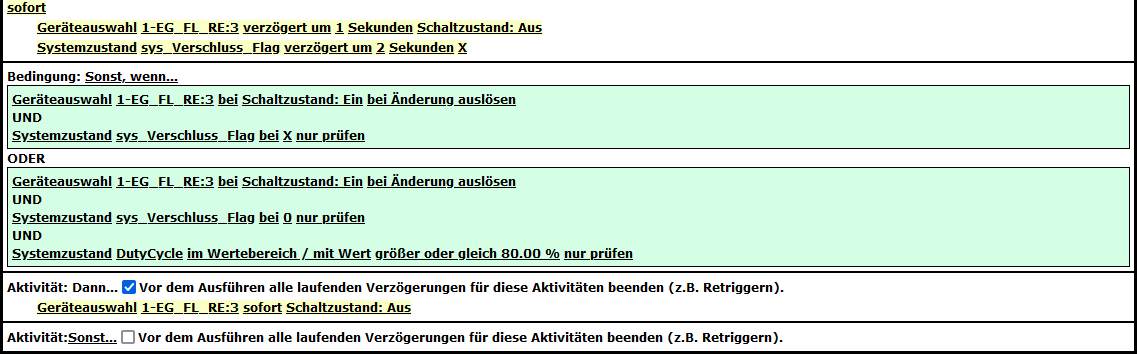 sofort
Geräteauswahl 1-EG_FL_RE:3 verzögert um 1 Sekunden Schaltzustand: Aus
Systemzustand sys_Verschluss_Flag verzögert um 2 Sekunden X
Bedingung: Sonst, wenn...
Geräteauswahl 1-EG_FL_RE:3 bei Schaltzustand: Ein bei Änderung auslösen
UND
Systemzustand sys_Verschluss_Flag bei X nur prüfen
ODER
Geräteauswahl 1-EG_FL_RE:3 bei Schaltzustand: Ein bei Änderung auslösen
UND
Systemzustand sys_Verschluss_Flag bei 0 nur prüfen
UND
Systemzustand DutyCycle im Wertebereich / mit Wert größer oder gleich 80.00 % nur prüfen
Aktivität: Dann... Vor dem Ausführen alle laufenden Verzögerungen für diese Aktivitäten beenden (z.B. Retriggern).
Geräteauswahl 1-EG_FL_RE:3 sofort Schaltzustand: Aus
Aktivität:Sonst... Vor dem Ausführen alle laufenden Verzögerungen für diese Aktivitäten beenden (z.B. Retriggern).